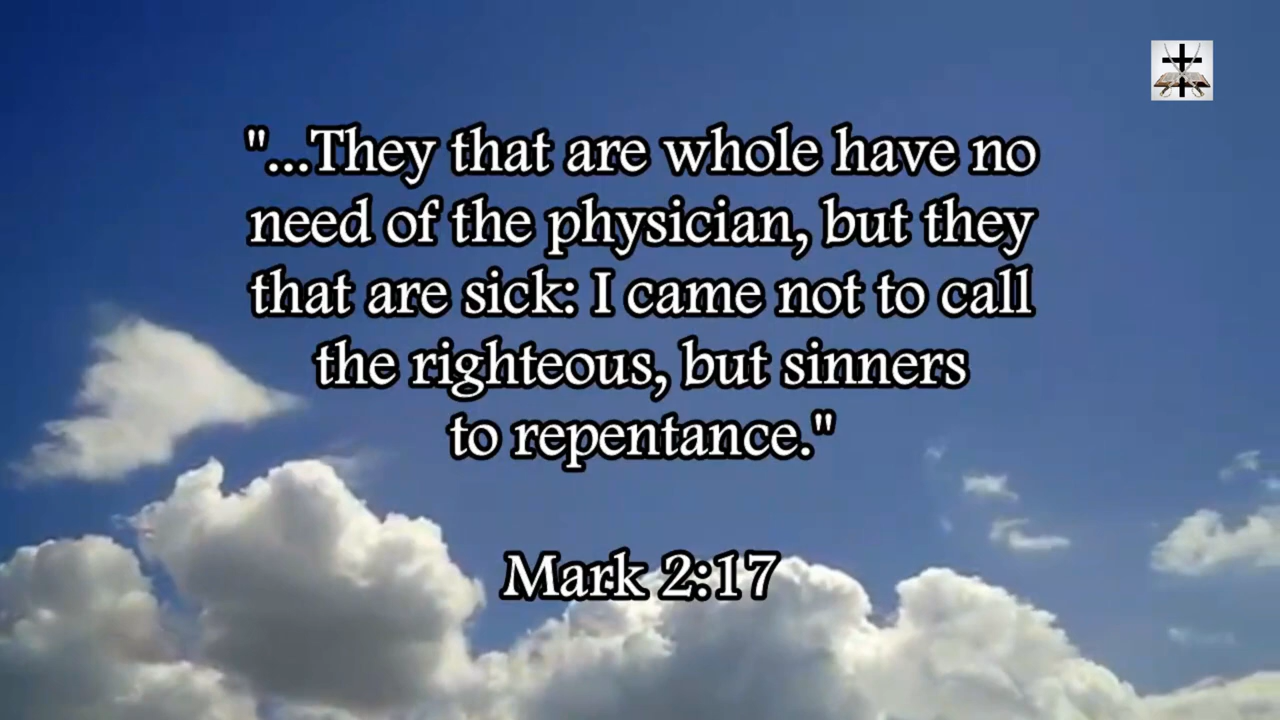 "...They that are whole have no
need of the physician, but they
that are sick: I came not to call
the righteous, but sinners
to repentance."
Mark 2:17